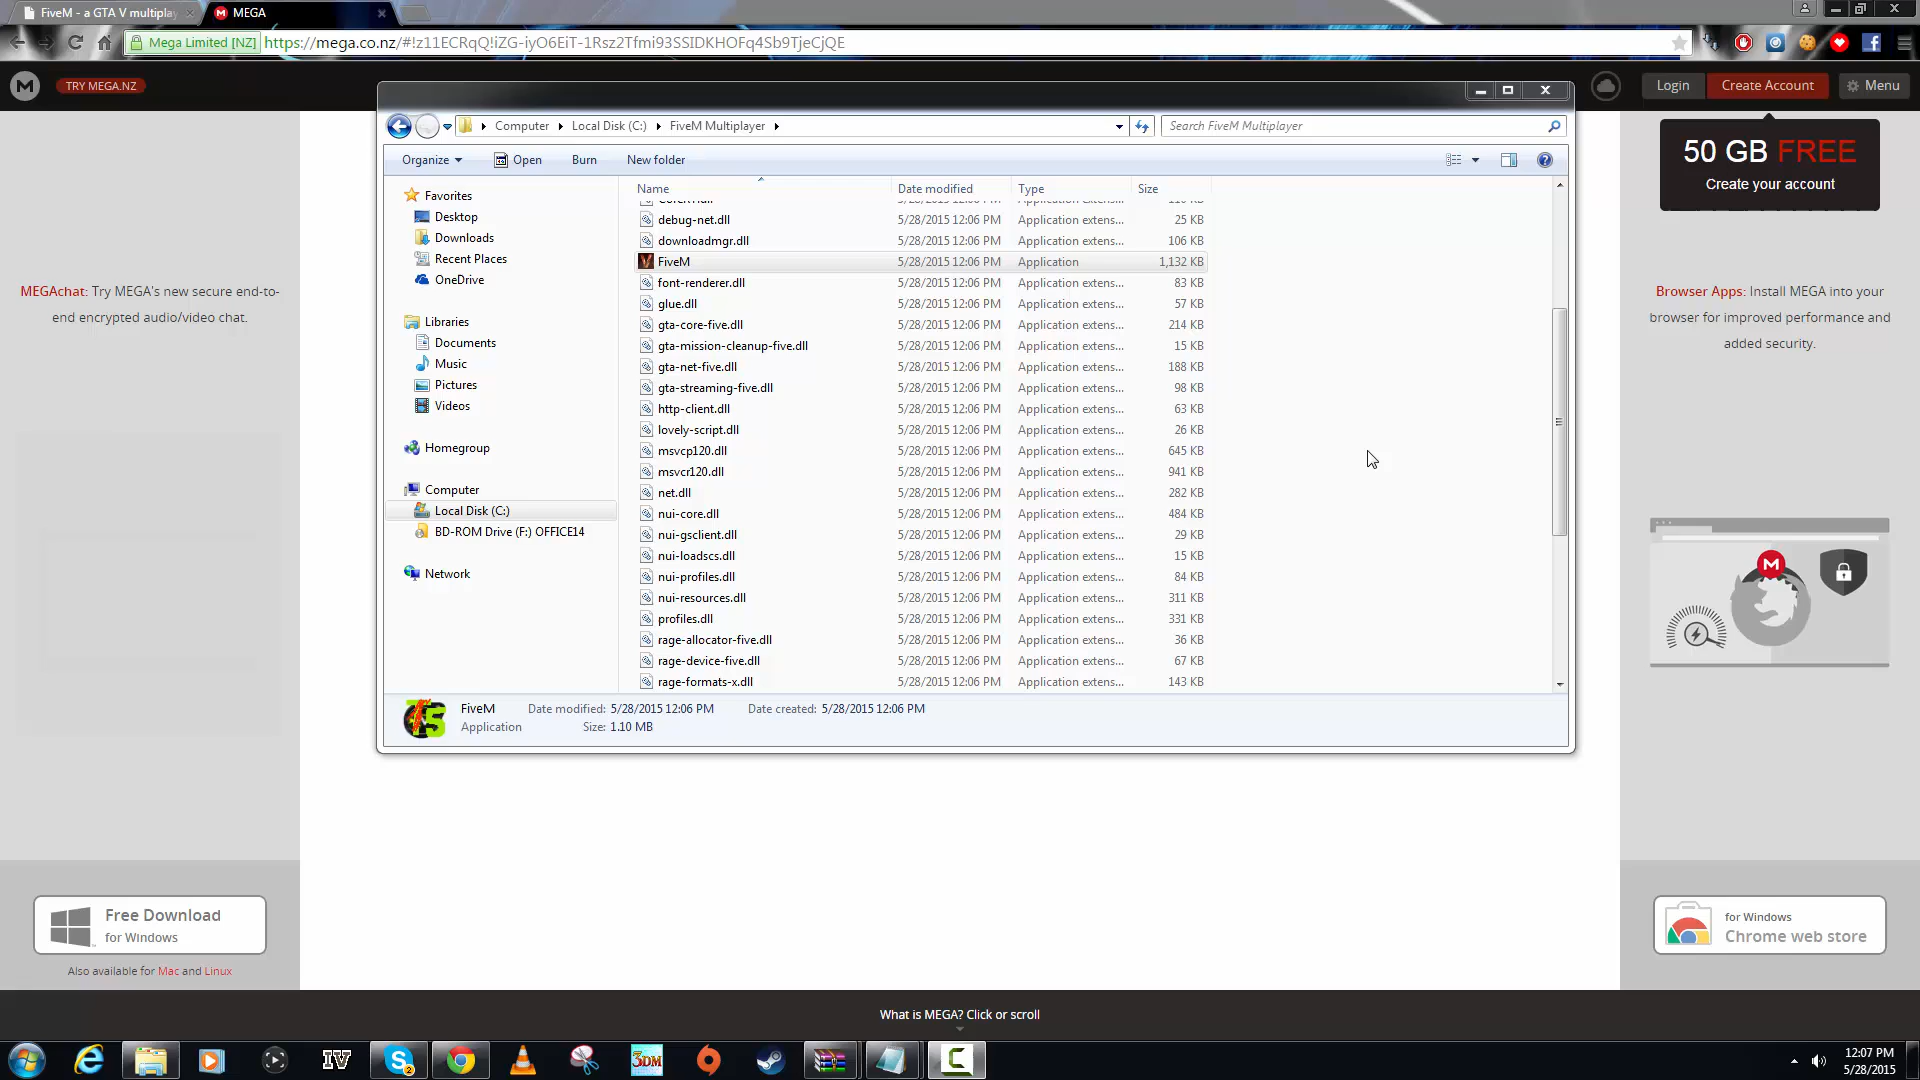 FiveM - a GTA V multiplay
MEGA
Mega Limited [NZ]
https://mega.co.nz/#!z11ECRqQ!iZG-iyO6EiT-1Rsz2Tfmi93SSIDKHOFq4Sb9TjeCjQE
M
TRY MEGA.NZ
Login
Create Account
Menu
50 GB FREE
Create your account
Computer
Local Disk (C:)
FiveM Multiplayer
Search FiveM Multiplayer
Organize
Open
Burn
New folder
Favorites
Desktop
Downloads
Recent Places
OneDrive
Libraries
Documents
Music
Pictures
Videos
Homegroup
Computer
Local Disk (C:)
BD-ROM Drive (F:) OFFICE14
Network
Name Date modified Type Size
debug-net.dll 5/28/2015 12:06 PM Application extens... 25 KB
downloadmgr.dll 5/28/2015 12:06 PM Application extens... 106 KB
FiveM 5/28/2015 12:06 PM Application 1,132 KB
font-renderer.dll 5/28/2015 12:06 PM Application extens... 83 KB
glue.dll 5/28/2015 12:06 PM Application extens... 57 KB
gta-core-five.dll 5/28/2015 12:06 PM Application extens... 214 KB
gta-mission-cleanup-five.dll 5/28/2015 12:06 PM Application extens... 15 KB
gta-net-five.dll 5/28/2015 12:06 PM Application extens... 188 KB
gta-streaming-five.dll 5/28/2015 12:06 PM Application extens... 98 KB
http-client.dll 5/28/2015 12:06 PM Application extens... 63 KB
lovely-script.dll 5/28/2015 12:06 PM Application extens... 26 KB
msvcp120.dll 5/28/2015 12:06 PM Application extens... 645 KB
msvcr120.dll 5/28/2015 12:06 PM Application extens... 941 KB
net.dll 5/28/2015 12:06 PM Application extens... 282 KB
nui-core.dll 5/28/2015 12:06 PM Application extens... 484 KB
nui-gsclient.dll 5/28/2015 12:06 PM Application extens... 29 KB
nui-loadscs.dll 5/28/2015 12:06 PM Application extens... 15 KB
nui-profiles.dll 5/28/2015 12:06 PM Application extens... 84 KB
nui-resources.dll 5/28/2015 12:06 PM Application extens... 311 KB
profiles.dll 5/28/2015 12:06 PM Application extens... 331 KB
rage-allocator-five.dll 5/28/2015 12:06 PM Application extens... 36 KB
rage-device-five.dll 5/28/2015 12:06 PM Application extens... 67 KB
rage-formats-x.dll 5/28/2015 12:06 PM Application extens... 143 KB
FiveM Date modified: 5/28/2015 12:06 PM Date created: 5/28/2015 12:06 PM
Application Size: 1.10 MB
MEGAchat: Try MEGA's new secure end-to-
end encrypted audio/video chat.
Browser Apps: Install MEGA into your
browser for improved performance and
added security.
M
Free Download
for Windows
Also available for Mac and Linux
for Windows
Chrome web store
What is MEGA? Click or scroll
IV
2
3DM
12:07 PM
5/28/2015